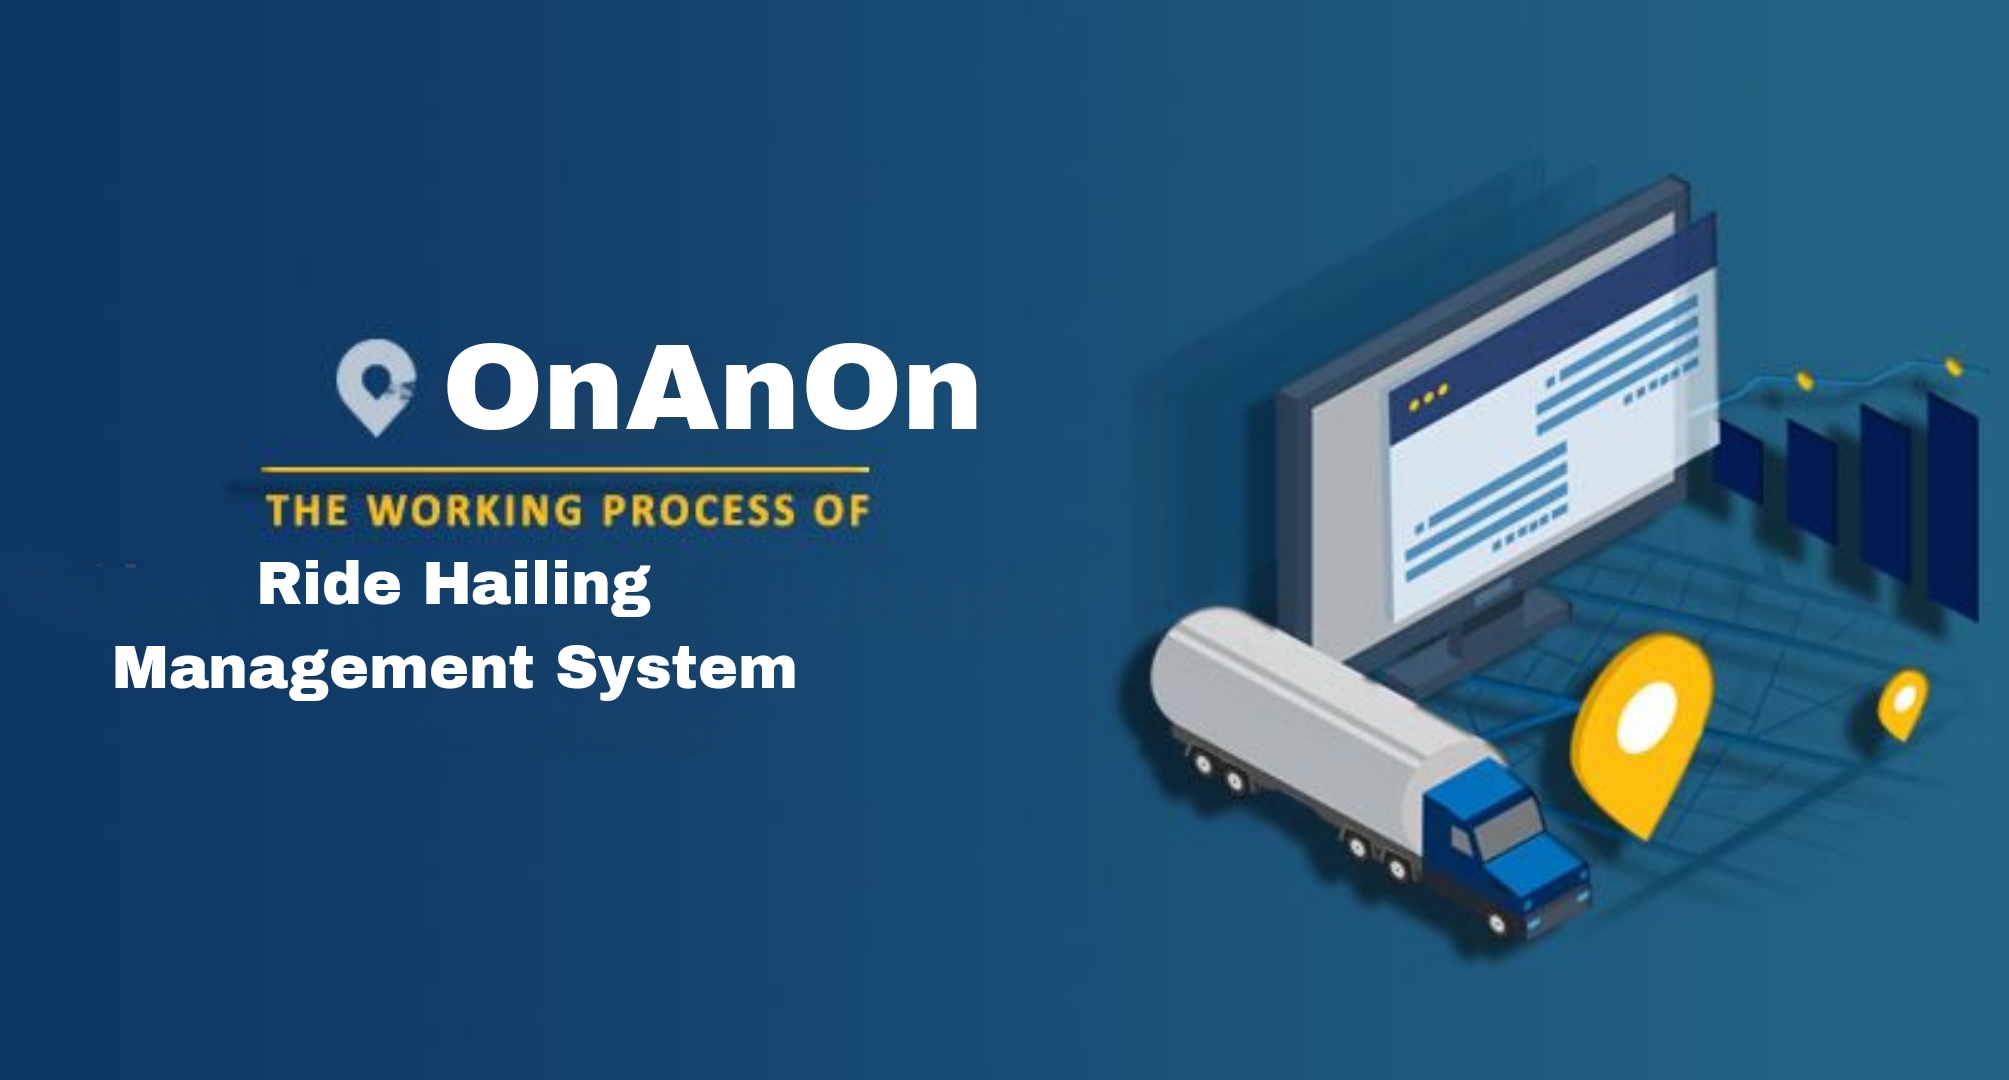 OnAnOn
THE WORKING PROCESS OF
Ride Hailing
Management System